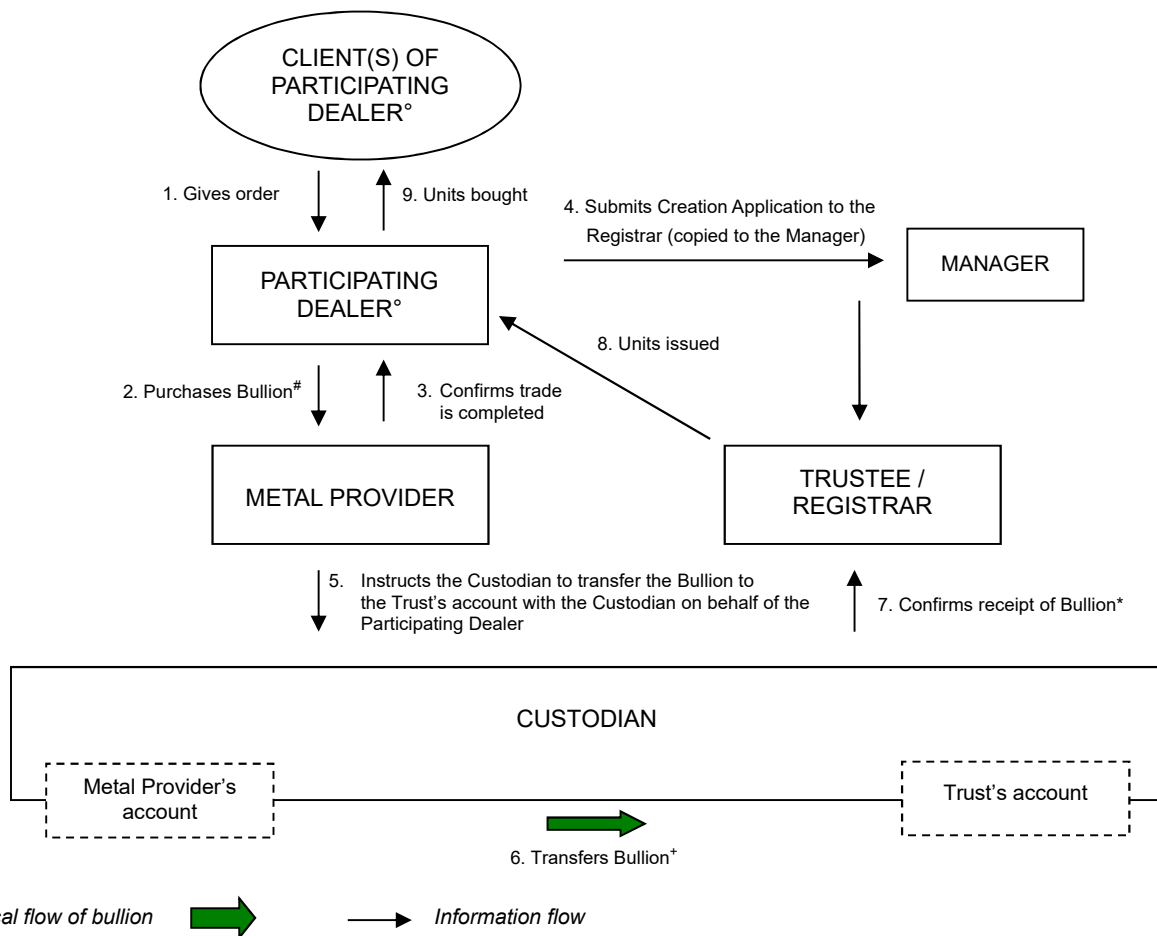 CLIENT(S) OF
PARTICIPATING
DEALER°
1. Gives order
9. Units bought
4. Submits Creation Application to the
Registrar (copied to the Manager)
MANAGER
PARTICIPATING
DEALER°
8. Units issued
2. Purchases Bullion#
3. Confirms trade
is completed
METAL PROVIDER
TRUSTEE /
REGISTRAR
5. Instructs the Custodian to transfer the Bullion to
the Trust's account with the Custodian on behalf of the
Participating Dealer
7. Confirms receipt of Bullion*
CUSTODIAN
Metal Provider's
account
Trust's account
6. Transfers Bullion+
flow of bullion
Information flow